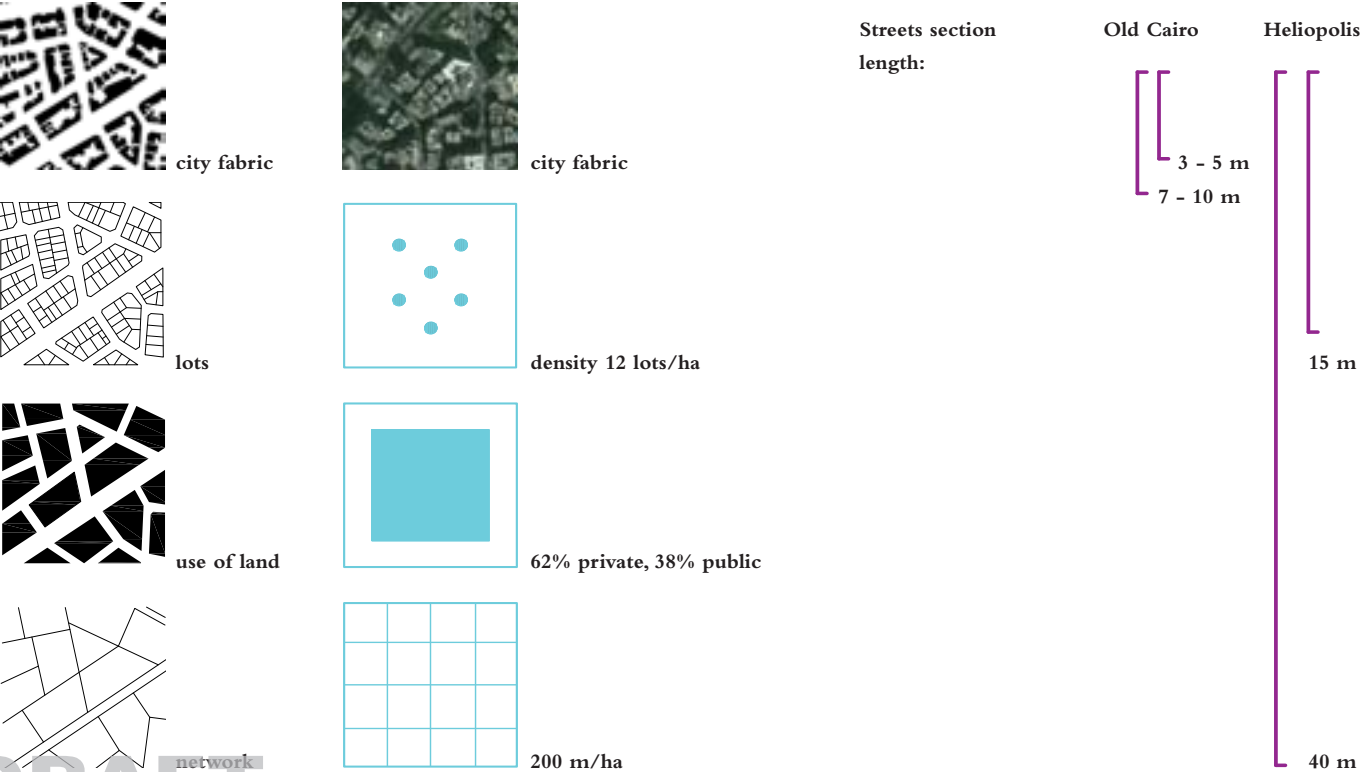 Streets section
length:
Old Cairo
Heliopolis
city fabric
city fabric
3 - 5 m
7 - 10 m
lots
density 12 lots/ha
15 m
use of land
62% private, 38% public
network
200 m/ha
40 m
DRAFT